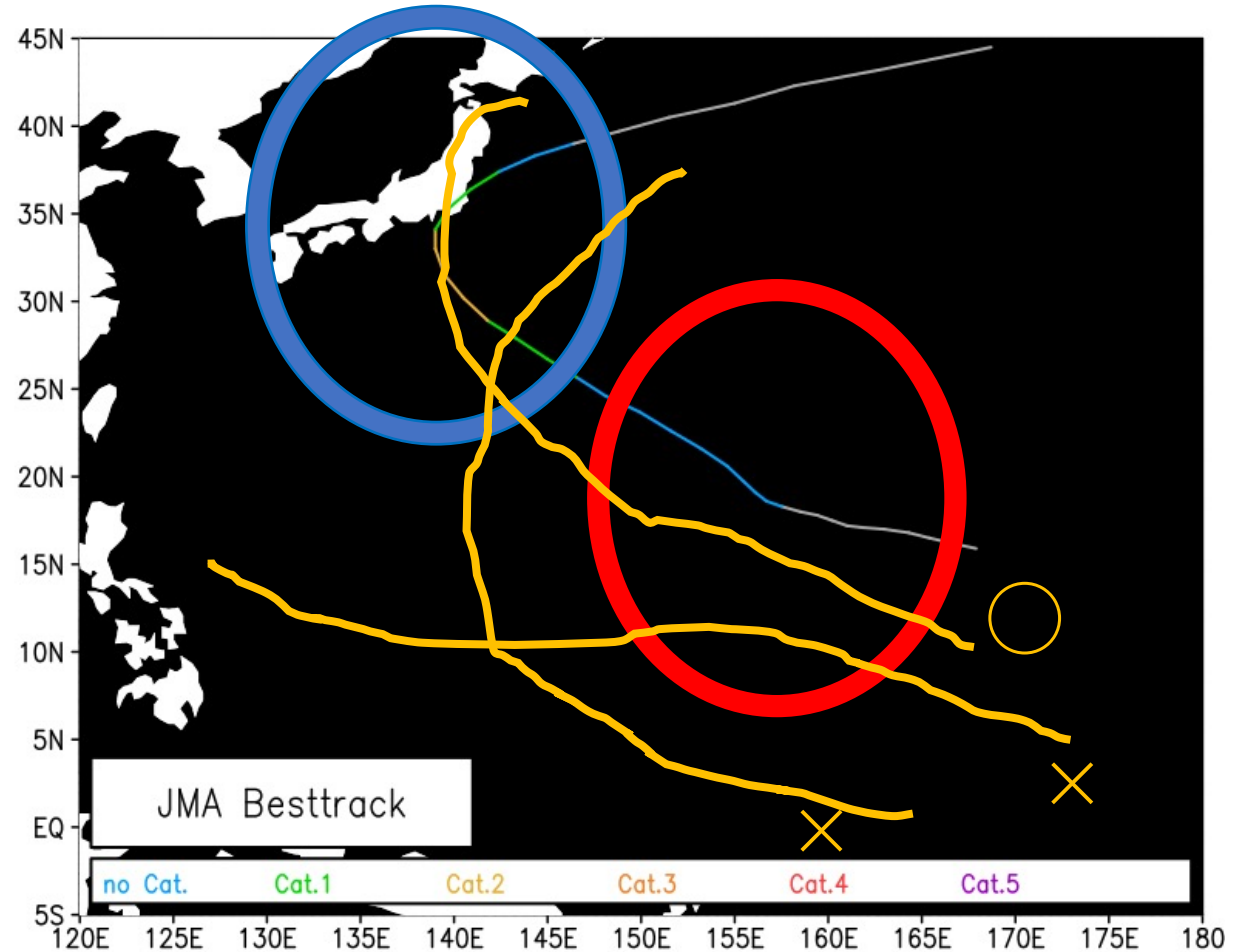 45N
40N
35N
30N
25N
20N
15N
10N
5N
EQ
5S
JMA Besttrack
no Cat. Cat.1 Cat.2 Cat.3 Cat.4 Cat.5
120E 125E 130E 135E 140E 145E 150E 155E 160E 165E 170E 175E 180